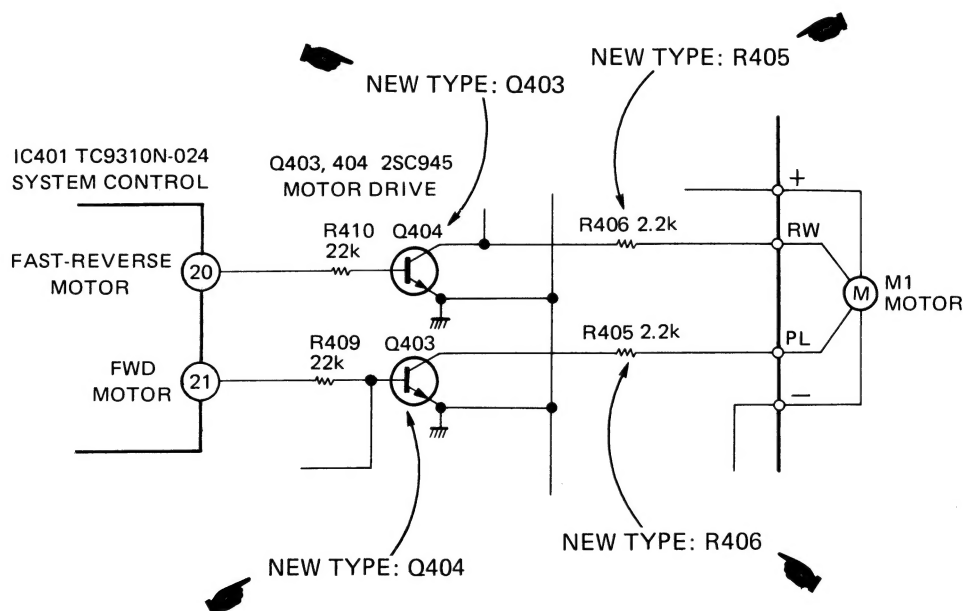 NEW TYPE: R405
NEW TYPE: Q403
IC401 TC9310N-024
SYSTEM CONTROL
Q403, 404 2SC945
MOTOR DRIVE
+
R410
22k
Q404
R406 2.2k
RW
FAST-REVERSE
MOTOR
20
M
M1
MOTOR
R409
22k
Q403
R405 2.2k
PL
FWD
MOTOR
21
−
NEW TYPE: Q404
NEW TYPE: R406